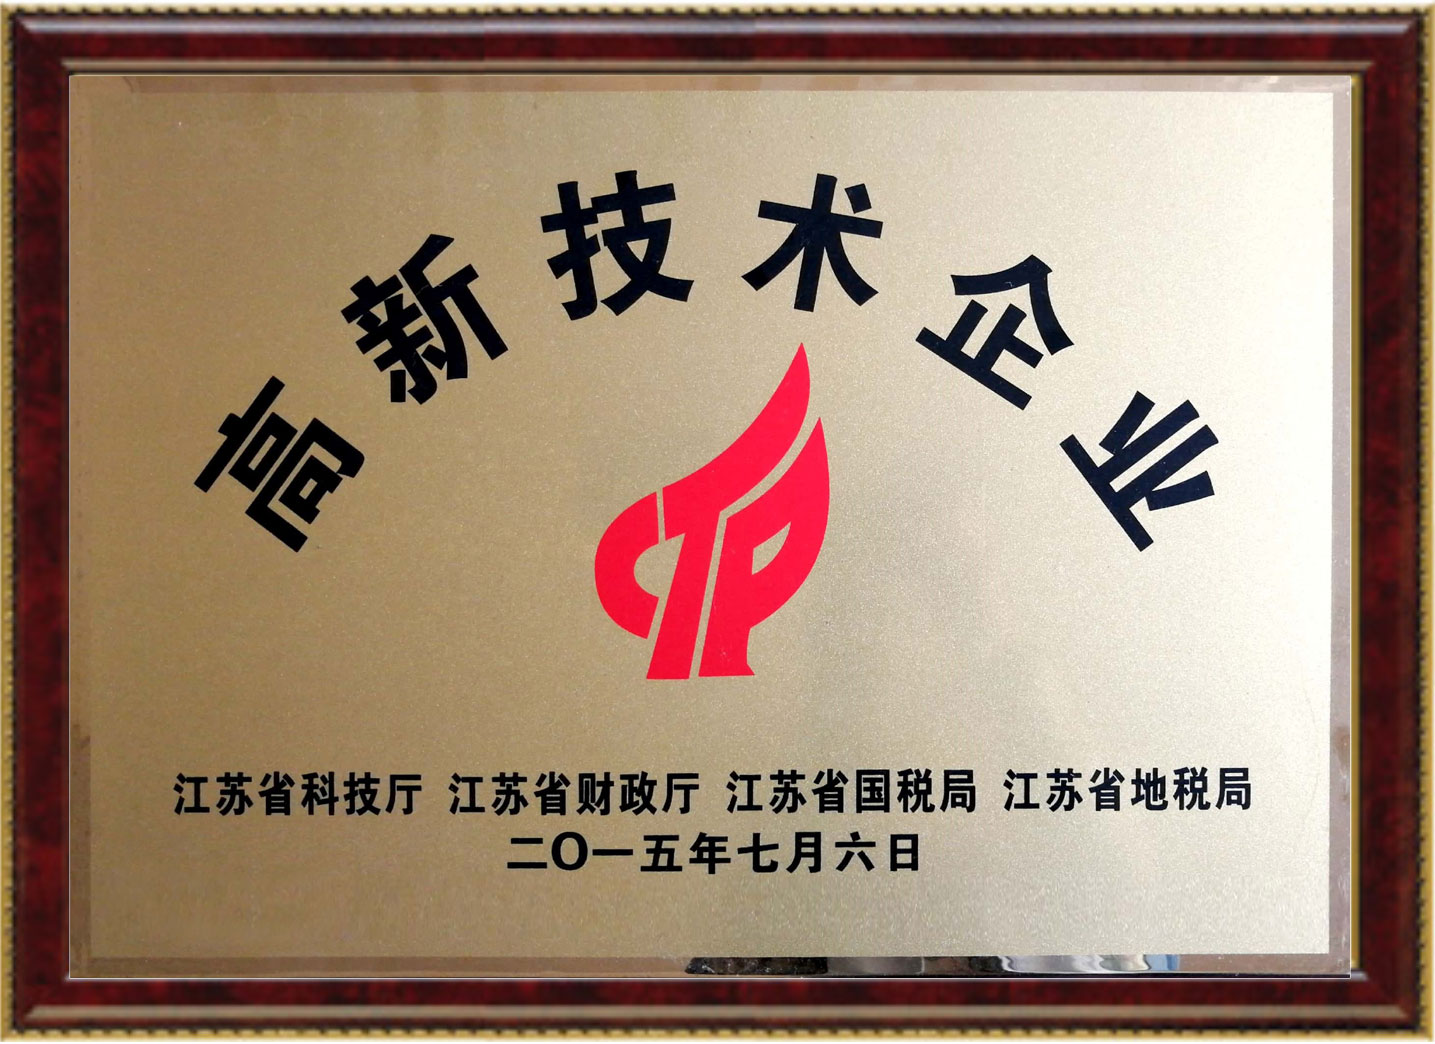 高新技术企业
CTP
江苏省科技厅 江苏省财政厅 江苏省国税局 江苏省地税局
二〇一五年七月六日